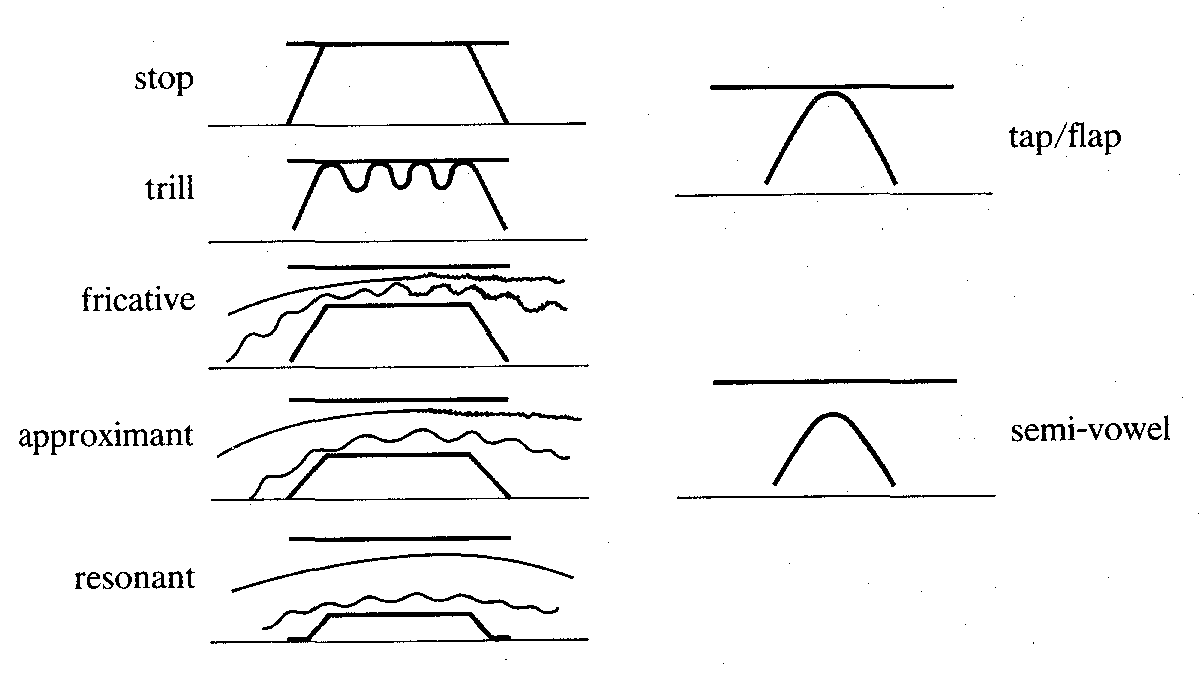 stop
trill
fricative
approximant
resonant
tap/flap
semi-vowel